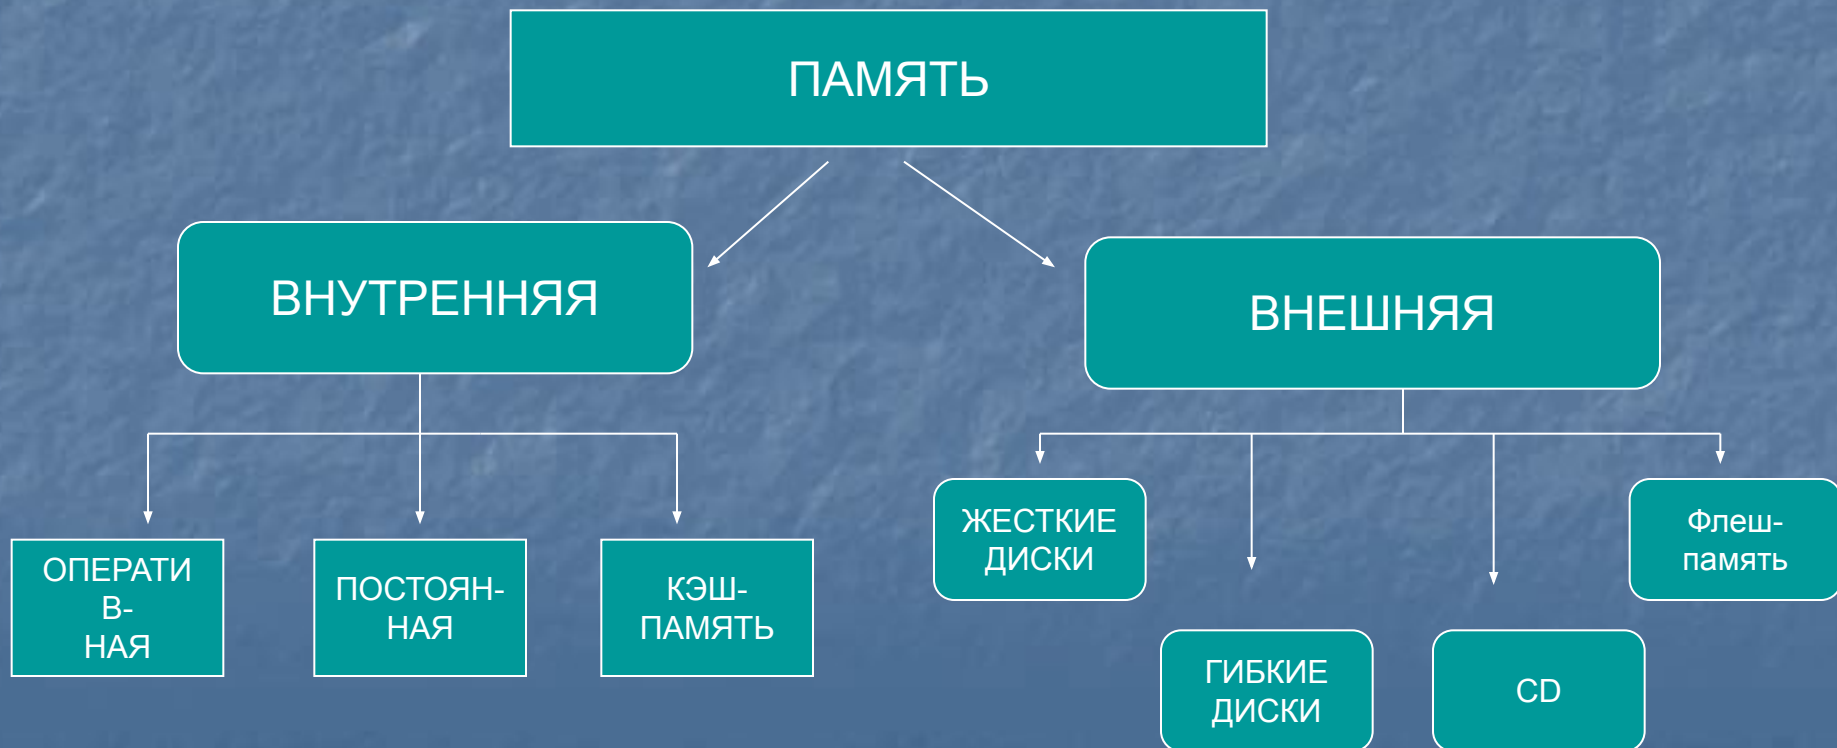 ПАМЯТЬ
ВНУТРЕННЯЯ
ВНЕШНЯЯ
ОПЕРАТИ
В-
НАЯ
ПОСТОЯН-
НАЯ
КЭШ-
ПАМЯТЬ
ЖЕСТКИЕ
ДИСКИ
ГИБКИЕ
ДИСКИ
CD
Флеш-
память